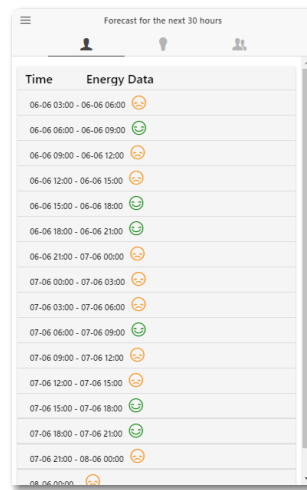 Forecast for the next 30 hours
Time Energy Data
06-06 03:00 - 06-06 06:00
06-06 06:00 - 06-06 09:00
06-06 09:00 - 06-06 12:00
06-06 12:00 - 06-06 15:00
06-06 15:00 - 06-06 18:00
06-06 18:00 - 06-06 21:00
06-06 21:00 - 07-06 00:00
07-06 00:00 - 07-06 03:00
07-06 03:00 - 07-06 06:00
07-06 06:00 - 07-06 09:00
07-06 09:00 - 07-06 12:00
07-06 12:00 - 07-06 15:00
07-06 15:00 - 07-06 18:00
07-06 18:00 - 07-06 21:00
07-06 21:00 - 08-06 00:00
08-06 00:00 -